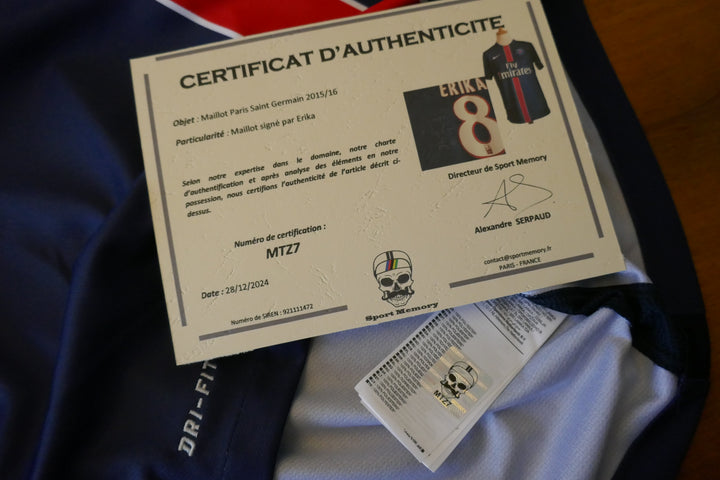 CERTIFICAT D'AUTHENTICITE
Objet : Maillot Paris Saint Germain 2015/16
Particularité : Maillot signé par Erika
Selon notre expertise dans le domaine, notre charte
d'authentification et après analyse des éléments en notre
possession, nous certifions l'authenticité de l'article décrit ci-
dessus.
Numéro de certification :
MTZ7
Date : 28/12/2024
Numéro de SIREN : 921111472
Sport Memory
ERIKA
8
Fly
Emirates
Directeur de Sport Memory
Alexandre SERPAUD
contact@sportmemory.fr
PARIS - FRANCE
DRI-FIT
MTZ7